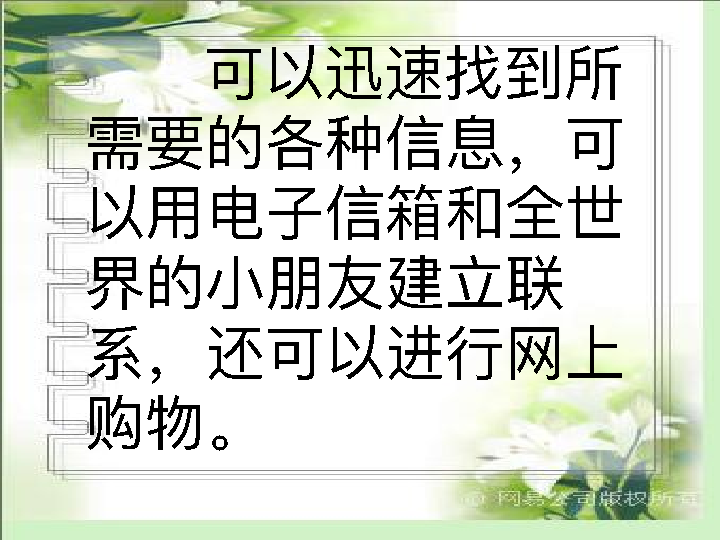 可以迅速找到所
需要的各种信息，可
以用电子信箱和全世
界的小朋友建立联
系，还可以进行网上
购物。
© 网易公司版权所有